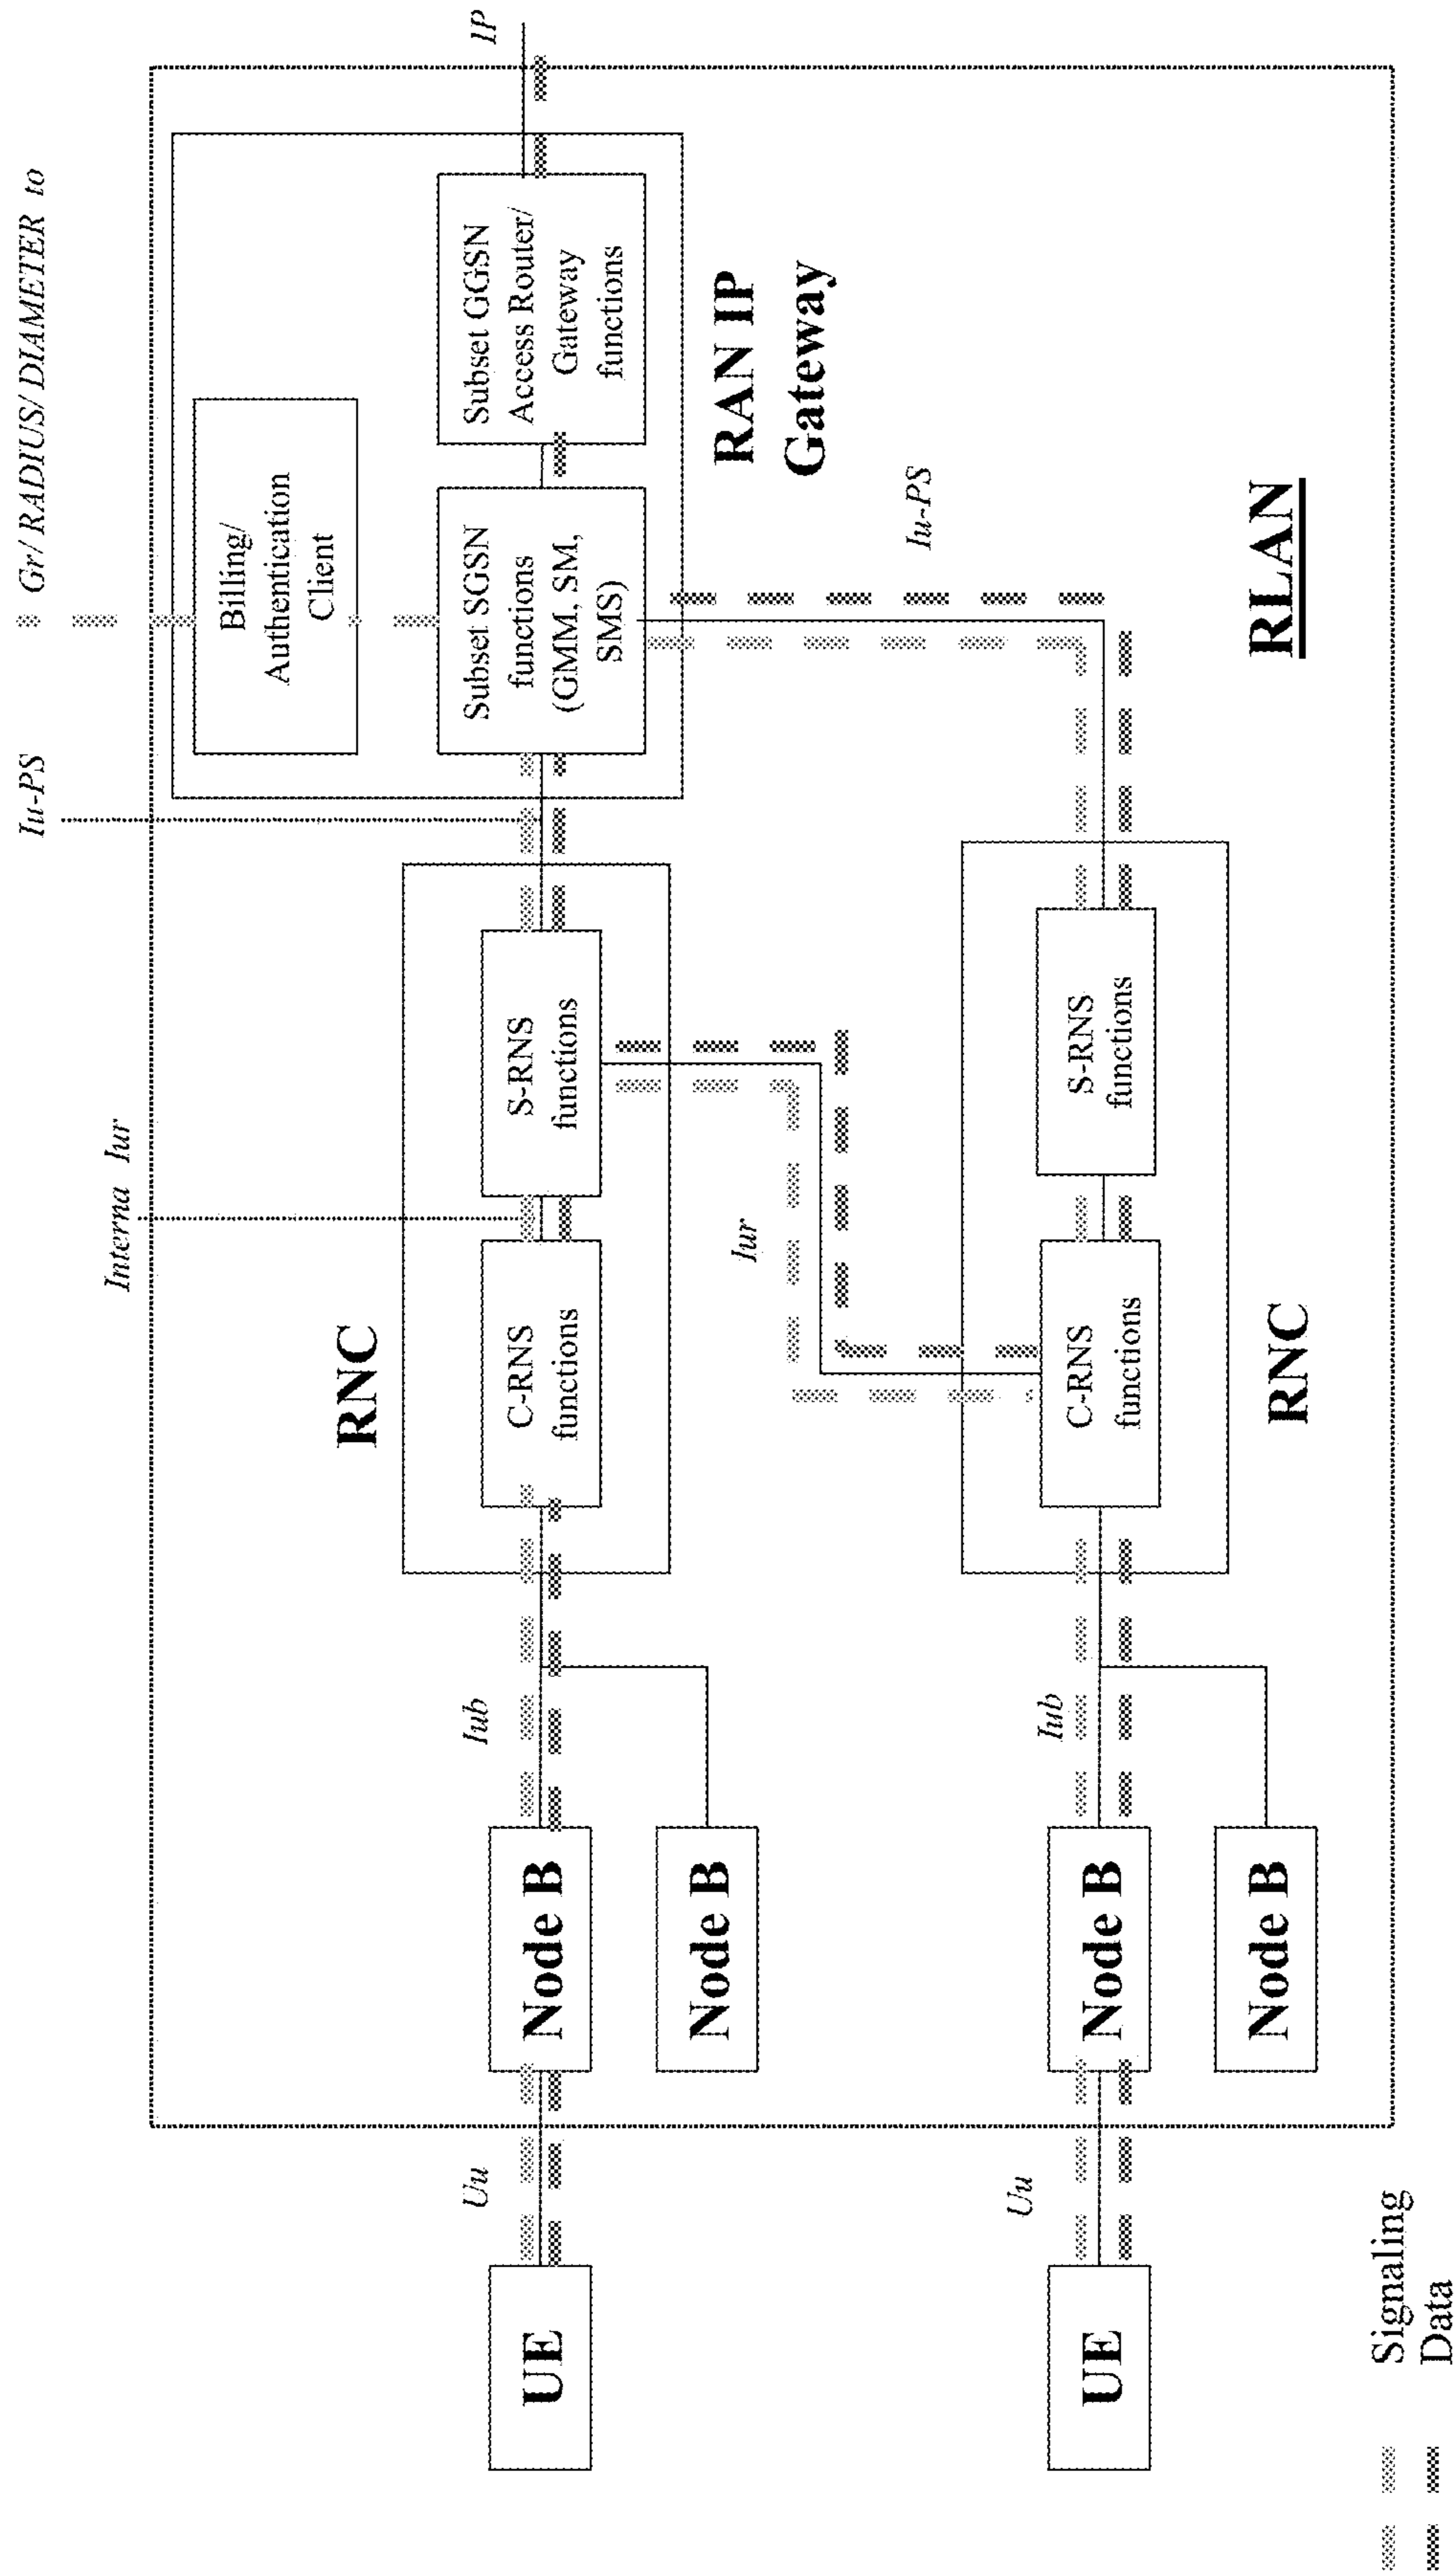 Gr/ RADIUS/ DIAMETER to
Iu-PS
Interna Iur
IP
Billing/
Authentication
Client
Subset SGSN
functions
(GMM, SM,
SMS)
Subset GGSN
Access Router/
Gateway
functions
RAN IP
Gateway
RNC
C-RNS
functions
S-RNS
functions
Iub
Uu
UE
Node B
Node B
Iur
Iu-PS
C-RNS
functions
S-RNS
functions
RNC
RLAN
Iub
Uu
UE
Node B
Node B
Signaling
Data